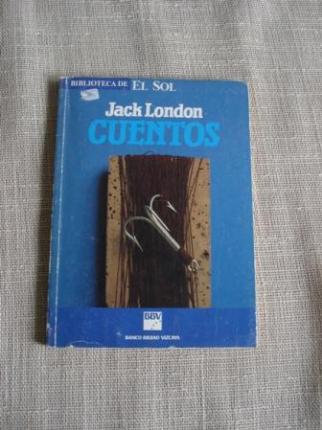 BIBLIOTECA DE EL SOL
Jack London
CUENTOS
BBV
BANCO BILBAO VIZCAYA